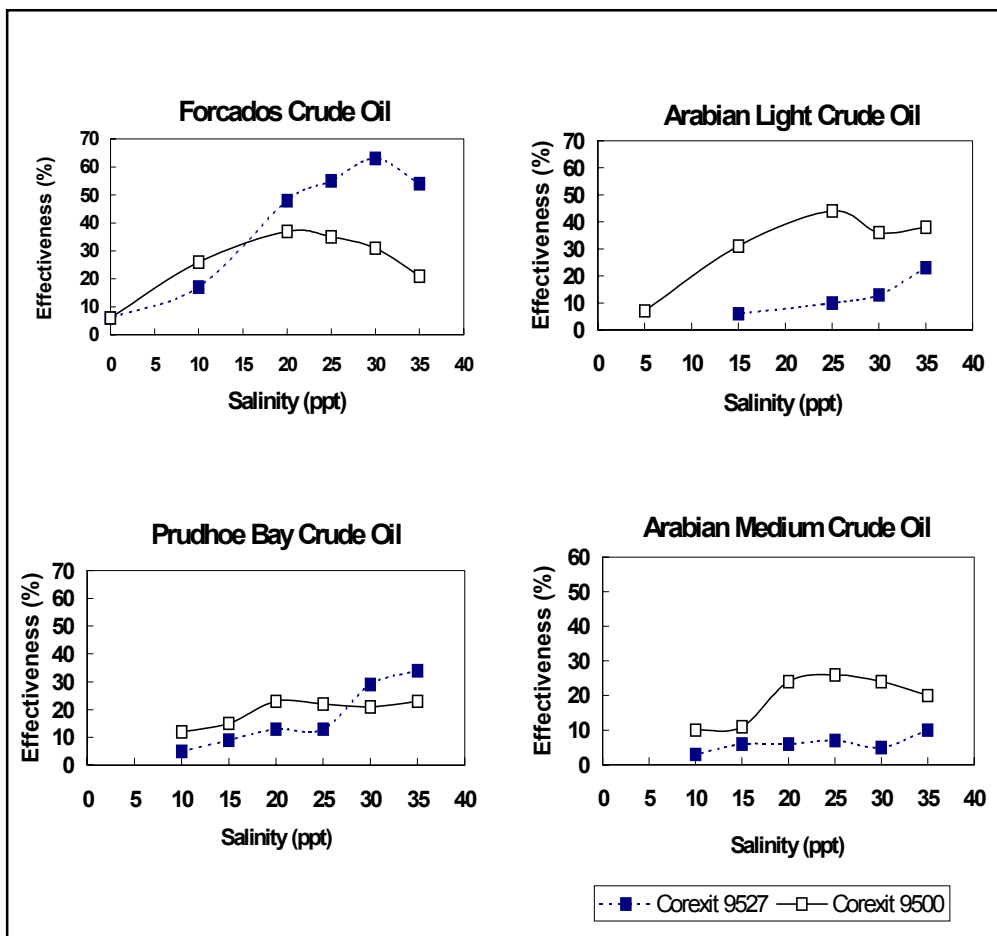 Forcados Crude Oil
Effectiveness (%)
70
60
50
40
30
20
10
0
0 5 10 15 20 25 30 35 40
Salinity (ppt)
Arabian Light Crude Oil
Effectiveness (%)
70
60
50
40
30
20
10
0
0 5 10 15 20 25 30 35 40
Salinity (ppt)
Prudhoe Bay Crude Oil
Effectiveness (%)
70
60
50
40
30
20
10
0
0 5 10 15 20 25 30 35 40
Salinity (ppt)
Arabian Medium Crude Oil
Effectiveness (%)
60
50
40
30
20
10
0
0 5 10 15 20 25 30 35 40
Salinity (ppt)
Corexit 9527 Corexit 9500